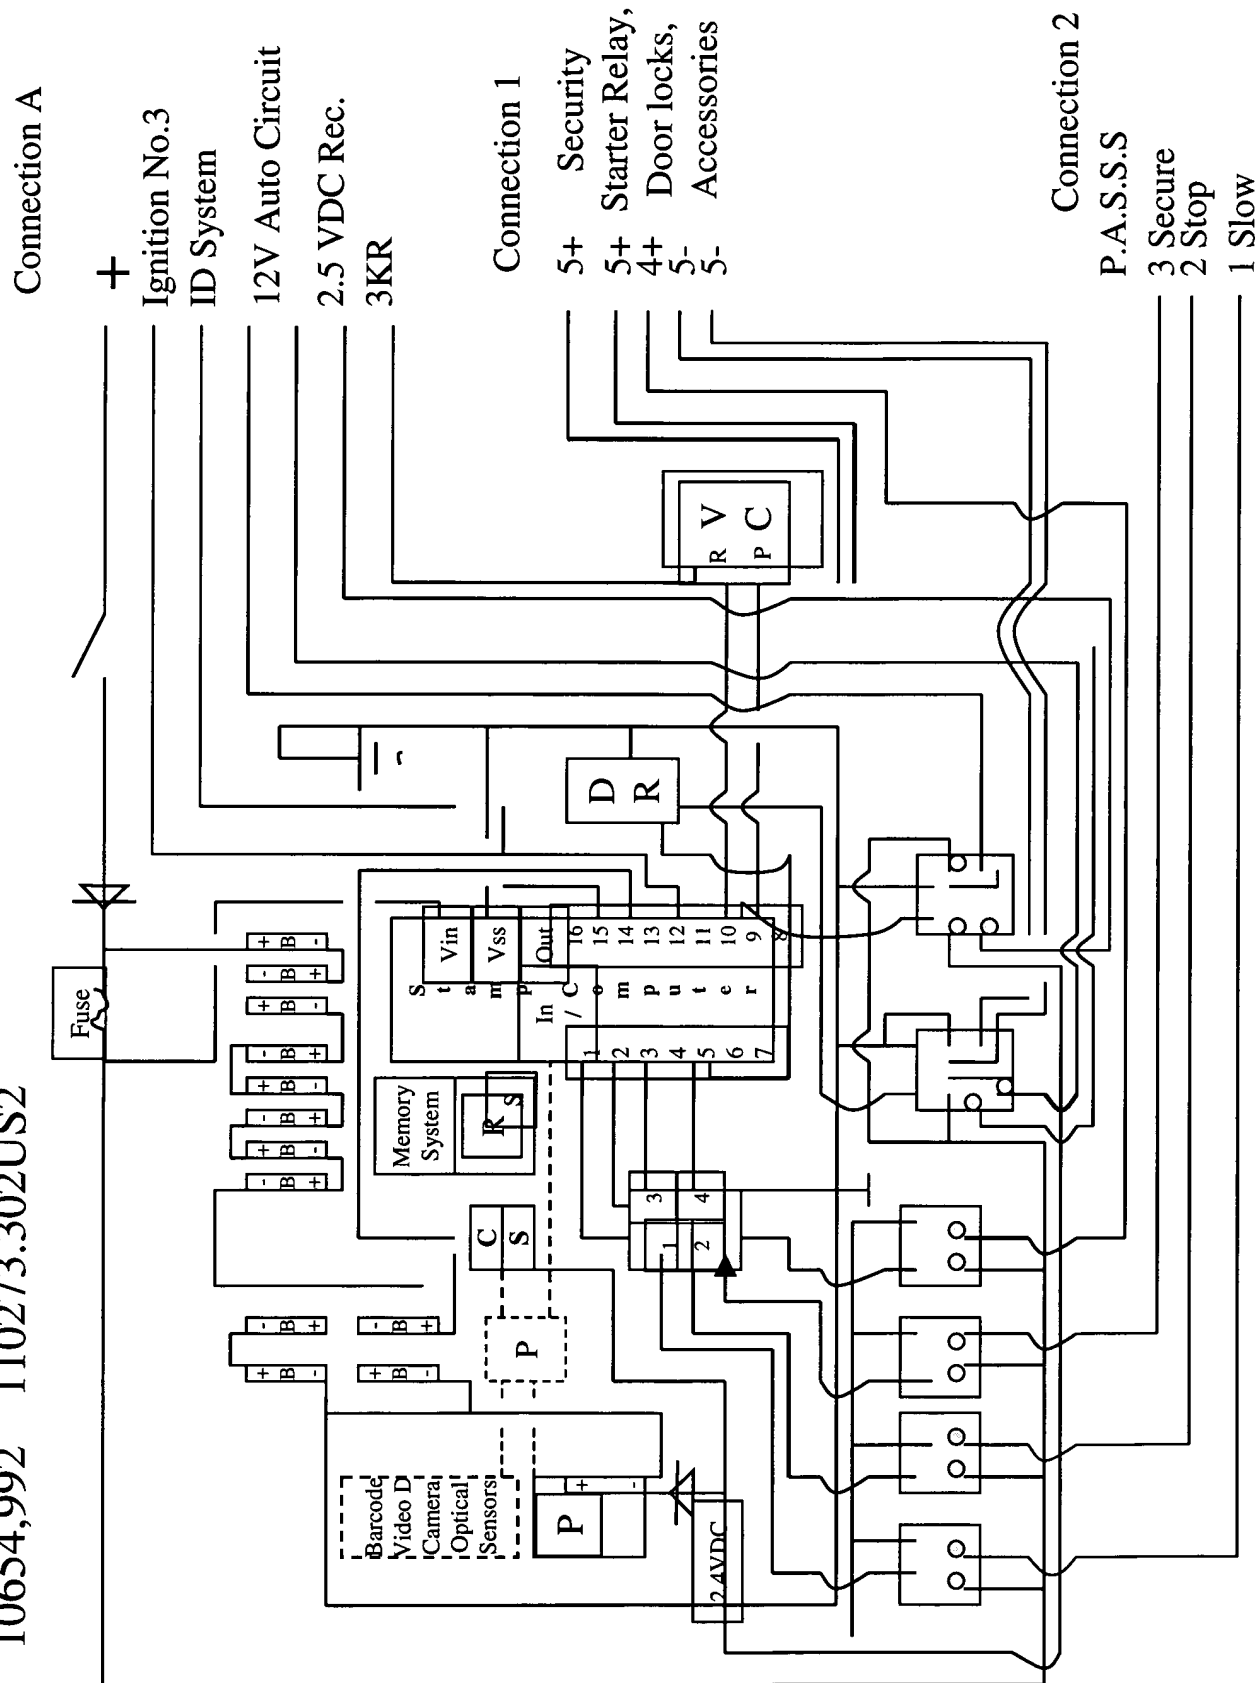 10654,992 11027/3.302US2
Connection A
+
Ignition No.3
ID System
12V Auto Circuit
2.5 VDC Rec.
3KR
Connection 1
5+ Security
5+ Starter Relay,
4+ Door locks,
5-
5- Accessories
Connection 2
P.A.S.S.S
3 Secure
2 Stop
1 Slow
Fuse
+ B -
- B +
+ B -
- B +
+ B -
+ B -
- B +
- B +
- B +
+ B -
- B +
+ B -
Memory
System
R S
Stamp / Computer
Vin
Vss
Out
In
16
15
14
13
12
11
10
9
8
1
2
3
4
5
6
7
D
R
R V
P C
C
S
P
3
4
1
2
Barcode
Video D
Camera
Optical
Sensors
P
+
-
2.4VDC